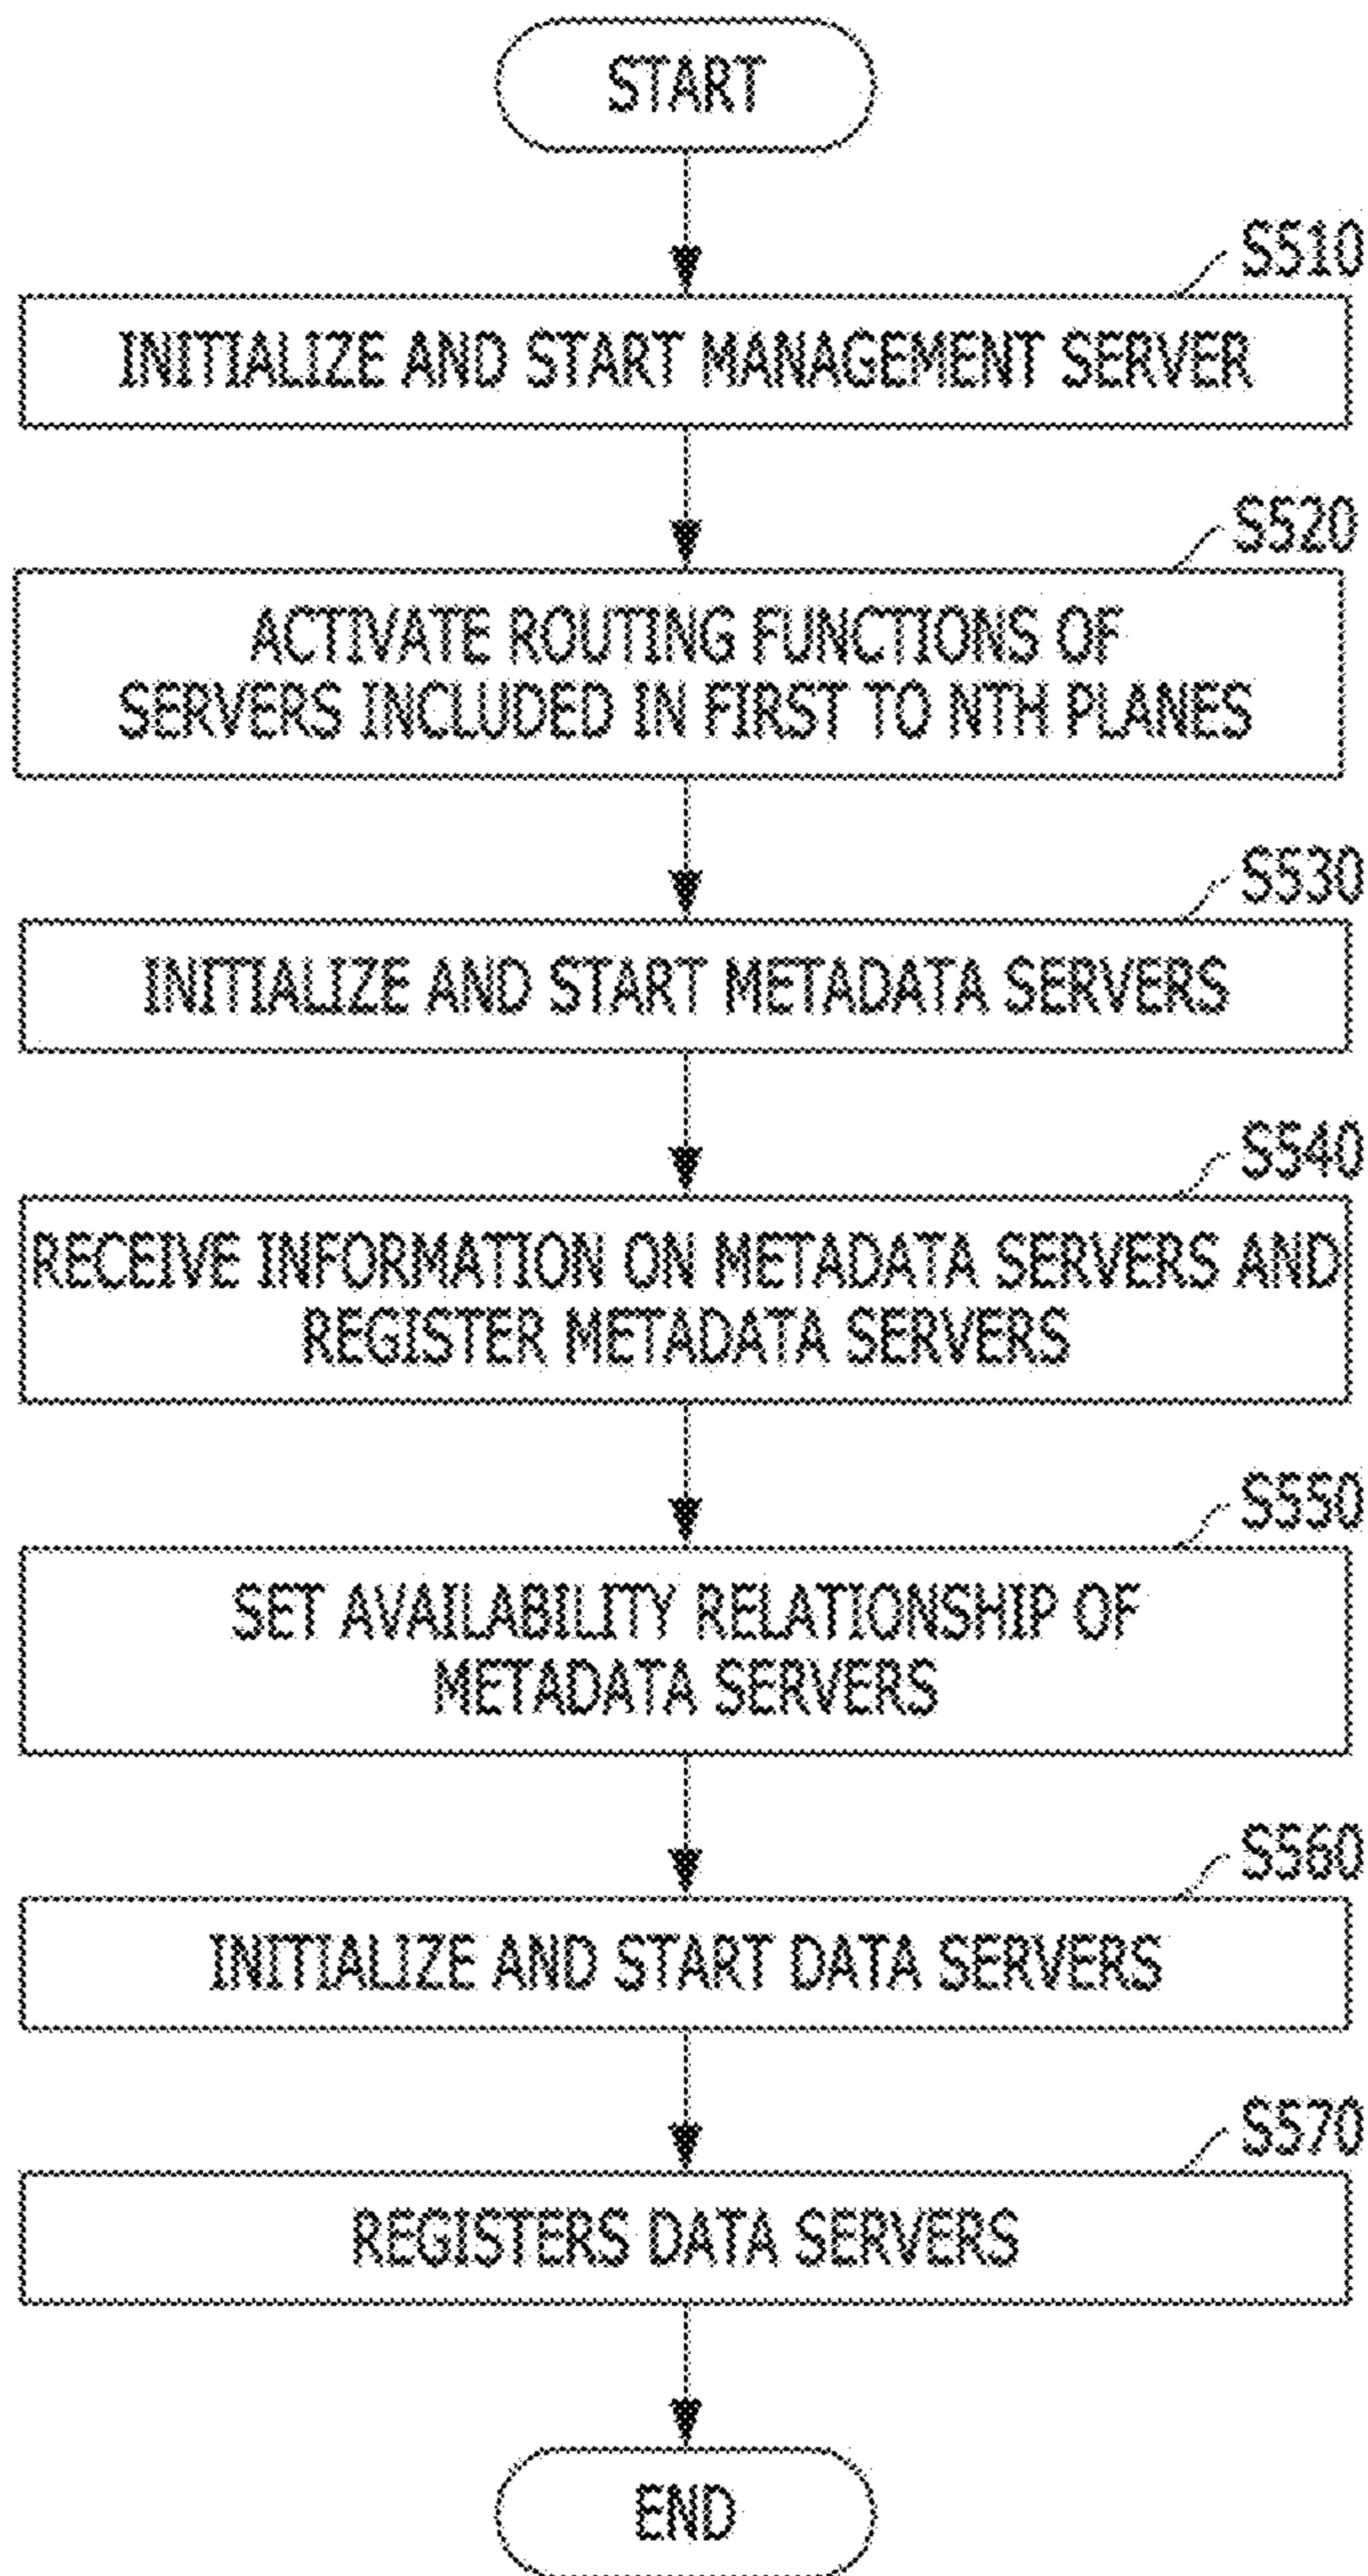 START
S510
INITIALIZE AND START MANAGEMENT SERVER
S520
ACTIVATE ROUTING FUNCTIONS OF
SERVERS INCLUDED IN FIRST TO NTH PLANES
S530
INITIALIZE AND START METADATA SERVERS
S540
RECEIVE INFORMATION ON METADATA SERVERS AND
REGISTER METADATA SERVERS
S550
SET AVAILABILITY RELATIONSHIP OF
METADATA SERVERS
S560
INITIALIZE AND START DATA SERVERS
S570
REGISTERS DATA SERVERS
END